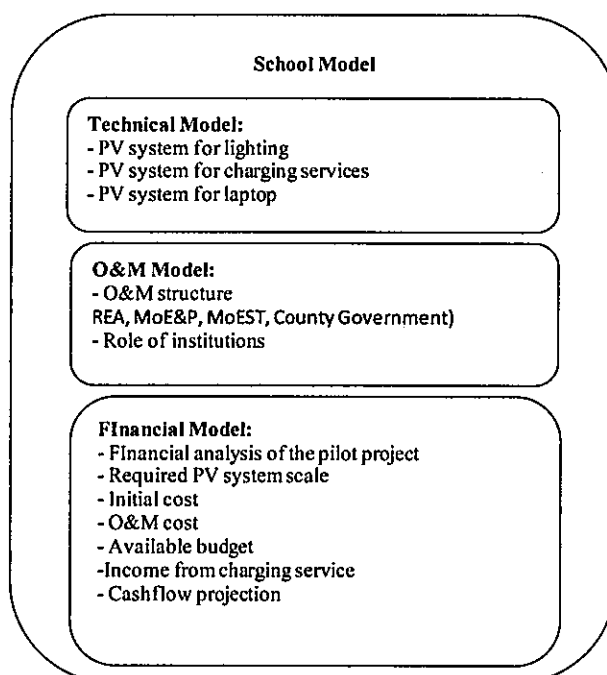 School Model
Technical Model:
- PV system for lighting
- PV system for charging services
- PV system for laptop
O&M Model:
- O&M structure
REA, MoE&P, MoEST, County Government)
- Role of institutions
FInancial Model:
- FInancial analysis of the pilot project
- Required PV system scale
- Initial cost
- O&M cost
- Available budget
-Income from charging service
- Cashflow projection